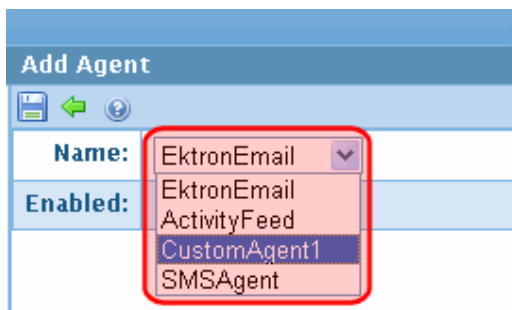 Add Agent
Name: EktronEmail
Enabled: EktronEmail
ActivityFeed
CustomAgent1
SMSAgent